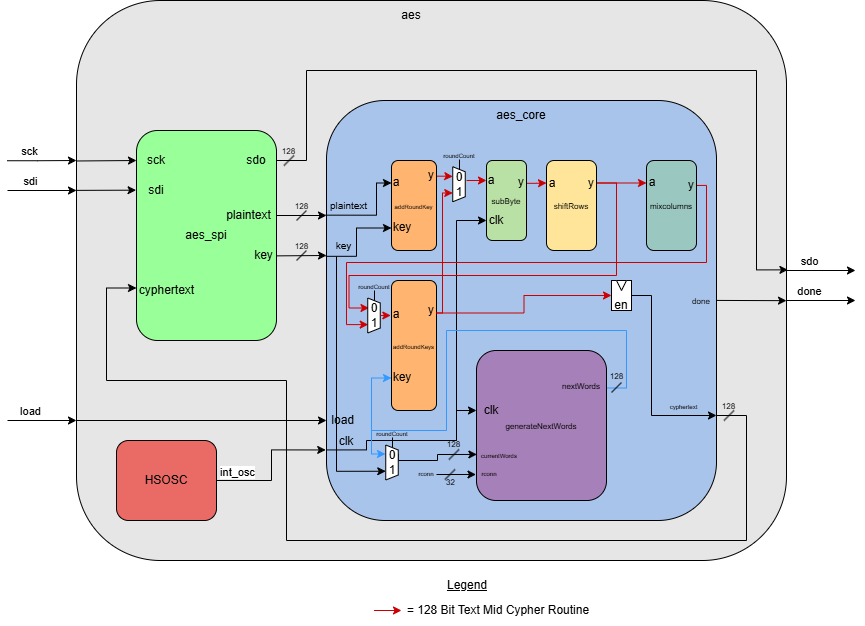 aes
aes_core
sck
sdi
sck
sdi
sdo
128
plaintext
128
aes_spi
key
128
cyphertext
plaintext
key
a
y
addRoundKey
key
roundCount
0
1
a
y
subByte
clk
a
y
shiftRows
a
y
mixcolumns
sdo
done
done
roundCount
0
1
a
y
addRoundKeys
key
en
nextWords
128
clk
generateNextWords
currentWords
rconn
cyphertext
128
load
load
clk
roundCount
0
1
128
rconn
32
HSOSC
int_osc
Legend
= 128 Bit Text Mid Cypher Routine